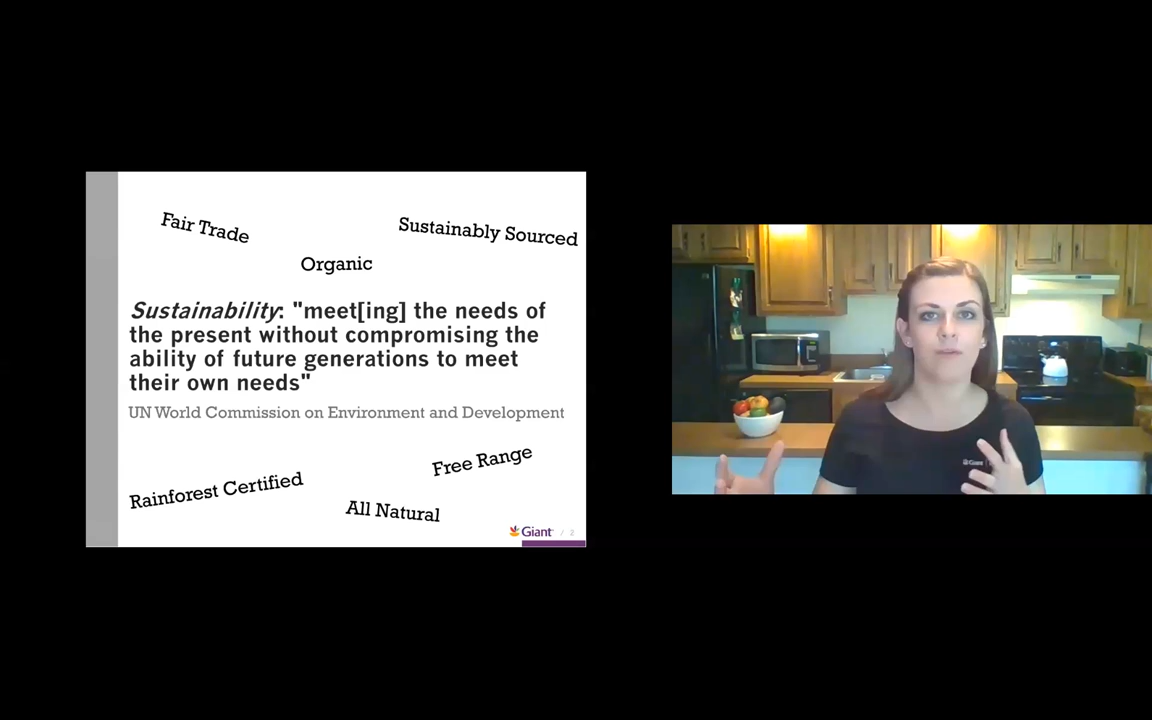 Fair Trade
Sustainably Sourced
Organic
Sustainability: "meet[ing] the needs of
the present without compromising the
ability of future generations to meet
their own needs"
UN World Commission on Environment and Development
Free Range
Rainforest Certified
All Natural
Giant / 2
Giant